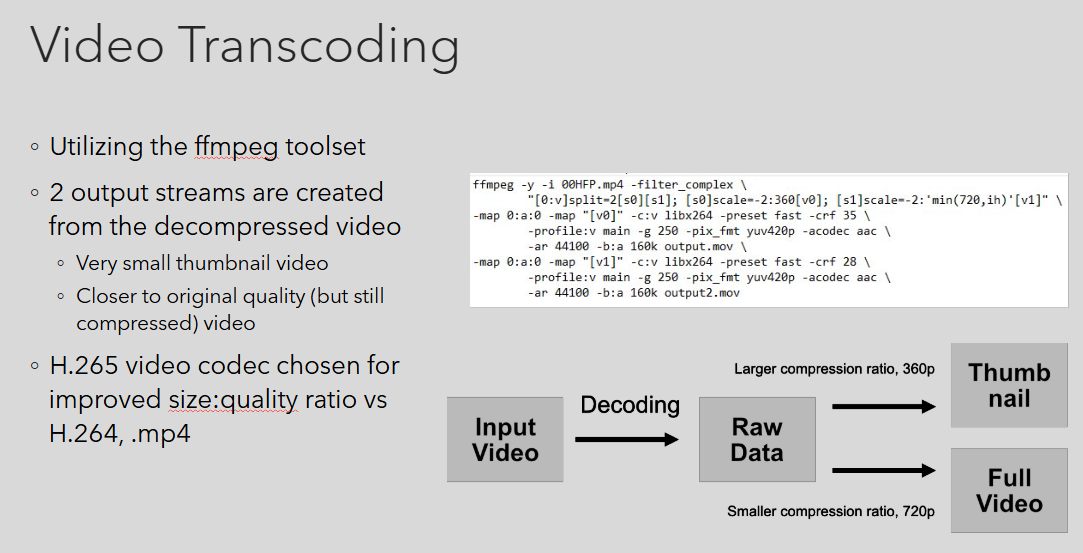 Video Transcoding
◦ Utilizing the ffmpeg toolset
◦ 2 output streams are created
from the decompressed video
◦ Very small thumbnail video
◦ Closer to original quality (but still
compressed) video
◦ H.265 video codec chosen for
improved size:quality ratio vs
H.264, .mp4
ffmpeg -y -i 00HFP.mp4 -filter_complex \
"[0:v]split=2[s0][s1]; [s0]scale=-2:360[v0]; [s1]scale=-2:'min(720,ih)'[v1]" \
-map 0:a:0 -map "[v0]" -c:v libx264 -preset fast -crf 35 \
-profile:v main -g 250 -pix_fmt yuv420p -acodec aac \
-ar 44100 -b:a 160k output.mov \
-map 0:a:0 -map "[v1]" -c:v libx264 -preset fast -crf 28 \
-profile:v main -g 250 -pix_fmt yuv420p -acodec aac \
-ar 44100 -b:a 160k output2.mov
Input
Video
Decoding
Raw
Data
Larger compression ratio, 360p
Thumb
nail
Smaller compression ratio, 720p
Full
Video